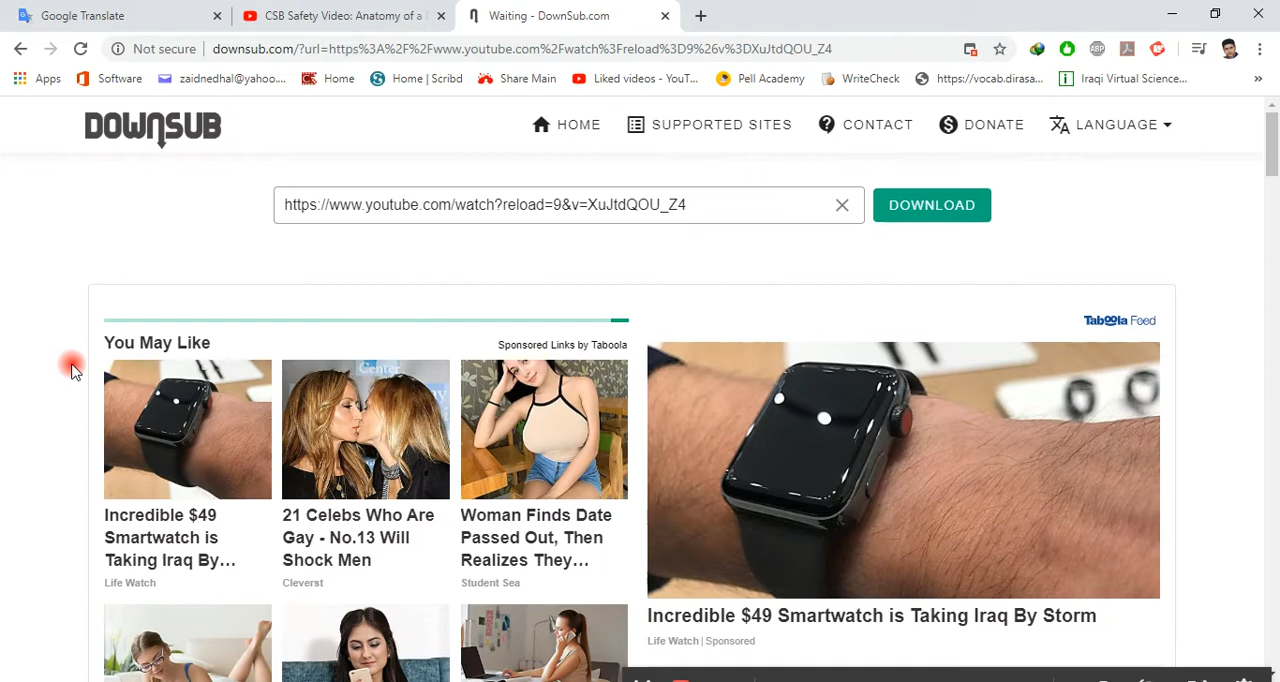 Google Translate
CSB Safety Video: Anatomy of a
Waiting - DownSub.com
Not secure
downsub.com/?url=https%3A%2F%2Fwww.youtube.com%2Fwatch%3Freload%3D9%26v%3DXuJtdQOU_Z4
ABP
Apps
Software
zaidnedhal@yahoo....
Home
Home | Scribd
Share Main
Liked videos - YouT...
Pell Academy
WriteCheck
https://vocab.dirasa...
Iraqi Virtual Science...
»
DOWNSUB
HOME
SUPPORTED SITES
CONTACT
DONATE
LANGUAGE
https://www.youtube.com/watch?reload=9&v=XuJtdQOU_Z4
DOWNLOAD
You May Like
Sponsored Links by Taboola
Taboola Feed
Center
Incredible $49
Smartwatch is
Taking Iraq By...
Life Watch
21 Celebs Who Are
Gay - No.13 Will
Shock Men
Cleverst
Woman Finds Date
Passed Out, Then
Realizes They...
Student Sea
Incredible $49 Smartwatch is Taking Iraq By Storm
Life Watch | Sponsored